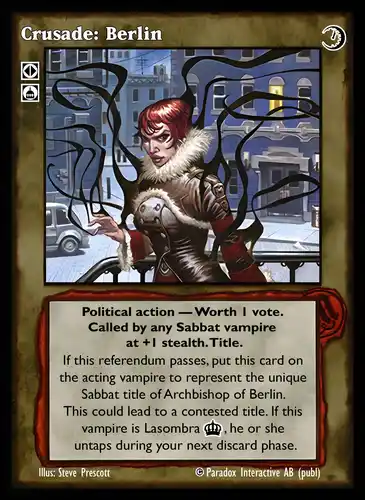 Crusade: Berlin
Political action — Worth 1 vote.
Called by any Sabbat vampire
at +1 stealth. Title.
If this referendum passes, put this card on
the acting vampire to represent the unique
Sabbat title of Archbishop of Berlin.
This could lead to a contested title. If this
vampire is Lasombra , he or she
untaps during your next discard phase.
Illus: Steve Prescott
© Paradox Interactive AB (publ)